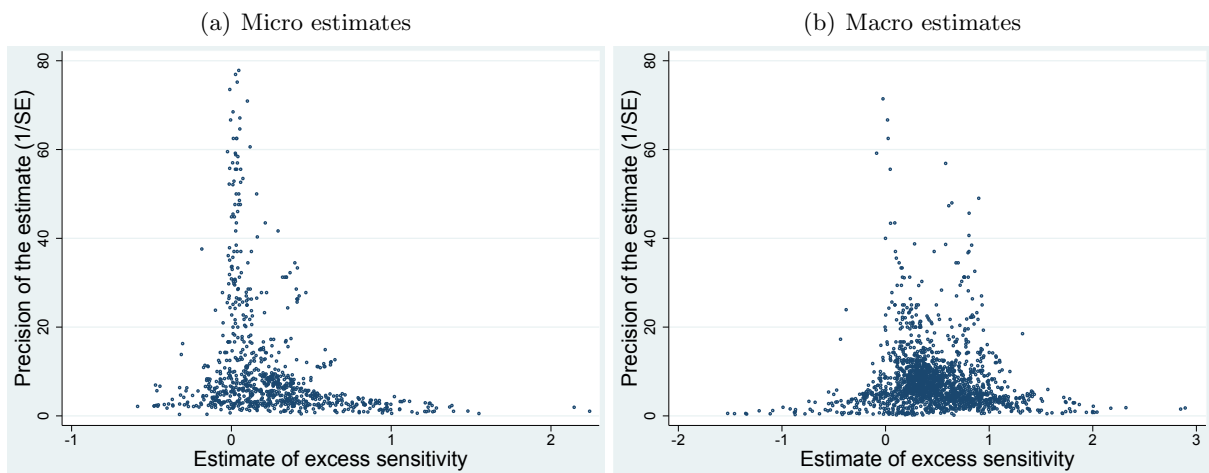 (a) Micro estimates
80
60
40
20
0
Precision of the estimate (1/SE)
-1 0 1 2
Estimate of excess sensitivity
(b) Macro estimates
80
60
40
20
0
Precision of the estimate (1/SE)
-2 -1 0 1 2 3
Estimate of excess sensitivity